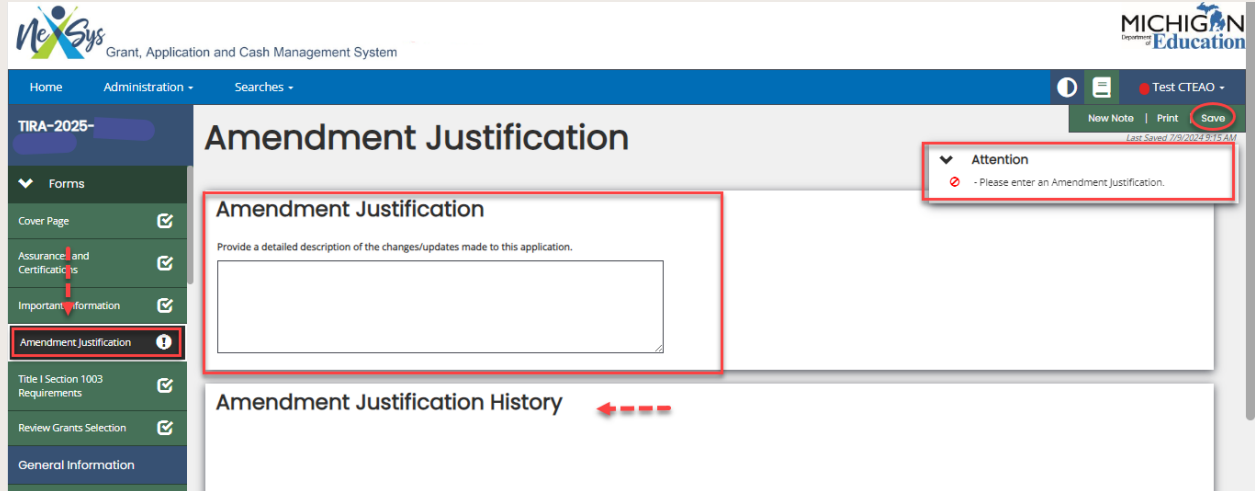 NexSys
Grant, Application and Cash Management System
MICHIGAN
Department of Education
Home Administration Searches
Test CTEAO
TIRA-2025-
New Note | Print | Save
Last Saved 7/9/2024 9:15 AM
Amendment Justification
Attention
- Please enter an Amendment Justification.
Forms
Cover Page
Assurances and
Certifications
Important Information
Amendment Justification
Title I Section 1003
Requirements
Review Grants Selection
General Information
Amendment Justification
Provide a detailed description of the changes/updates made to this application.
Amendment Justification History